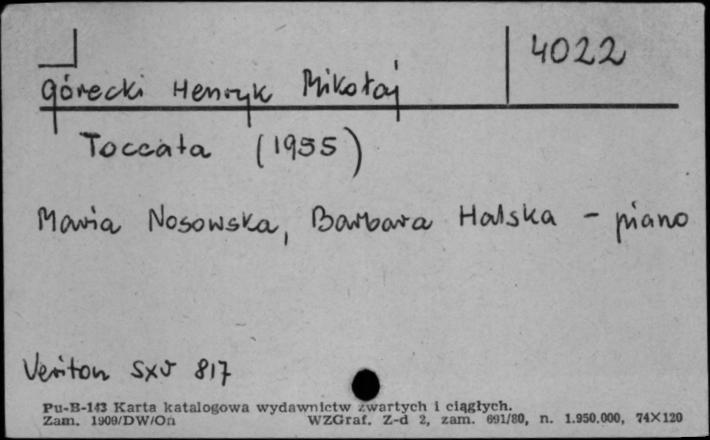 4022
Górecki Henryk Mikołaj
Toccata (1955)
Maria Nosowska, Barbara Halska - piano
Veriton SXV 817
Pu-B-143 Karta katalogowa wydawnictw zwartych i ciągłych.
Zam. 1909/DW/On WZGraf. Z-d 2, zam. 691/80, n. 1.950.000, 74X120